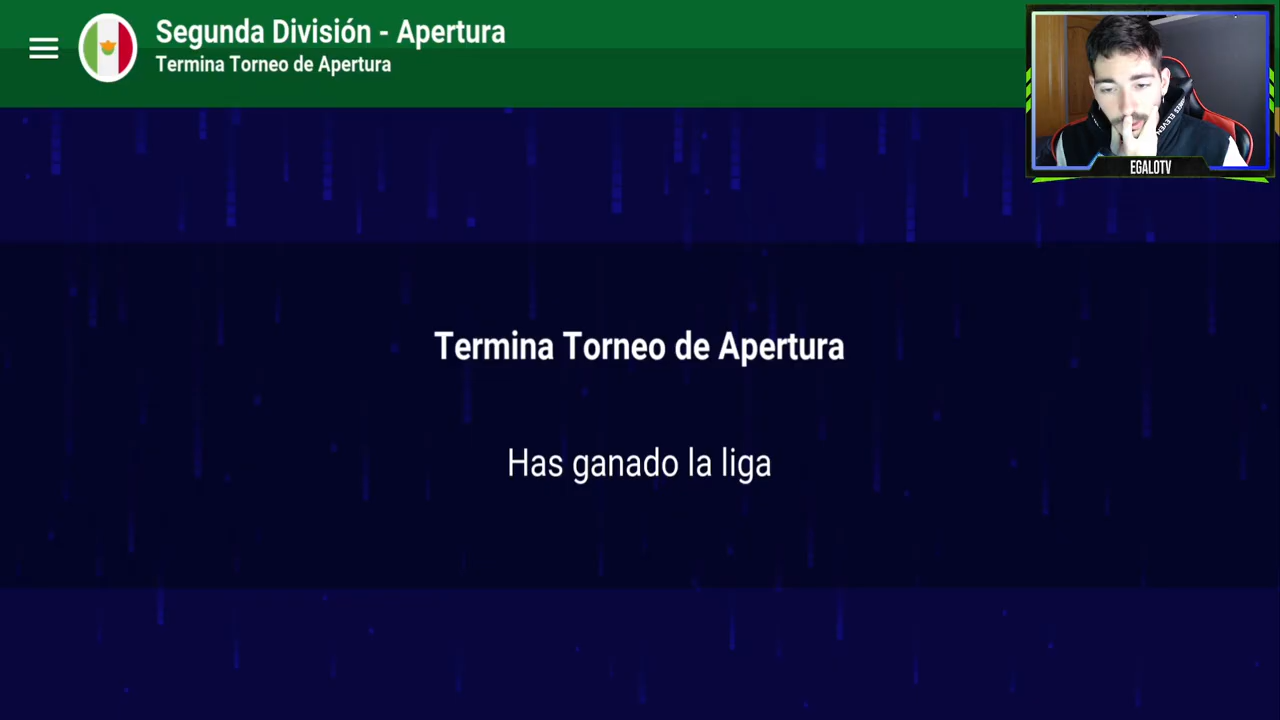 Segunda División - Apertura
Termina Torneo de Apertura
EGALOTV
Termina Torneo de Apertura
Has ganado la liga